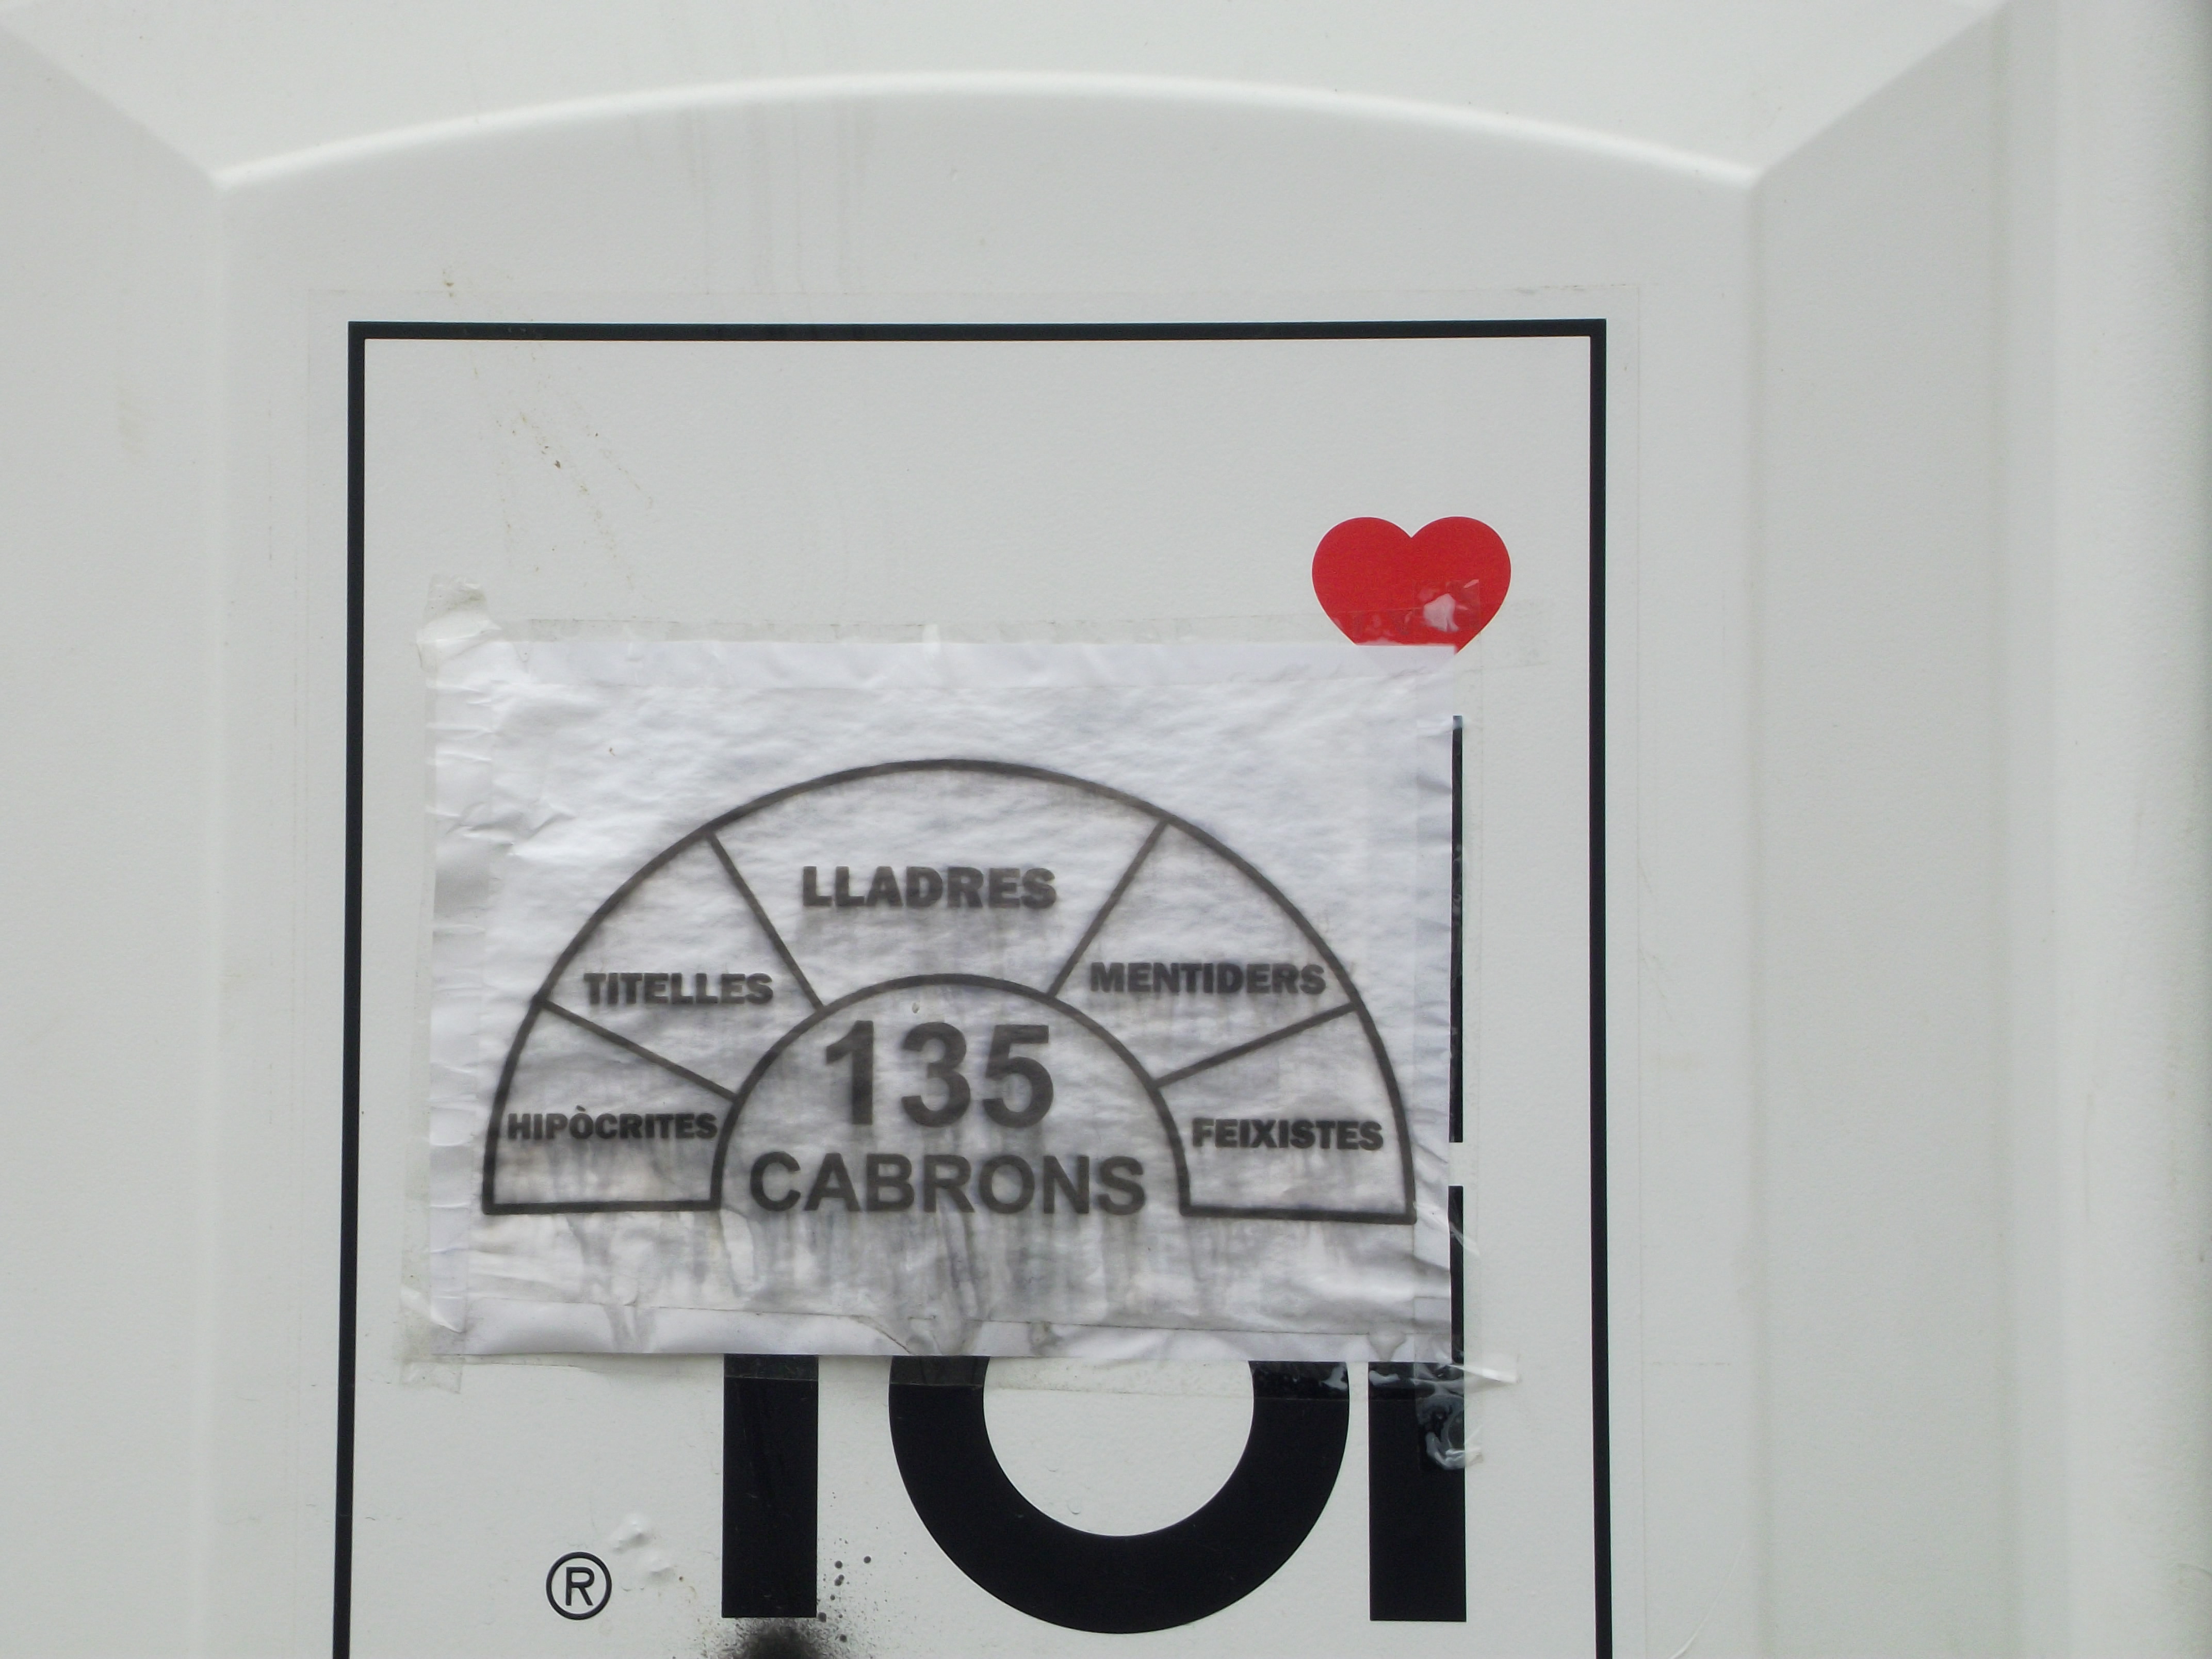 LLADRES
TITELLES
MENTIDERS
HIPÒCRITES
FEIXISTES
135
CABRONS
®